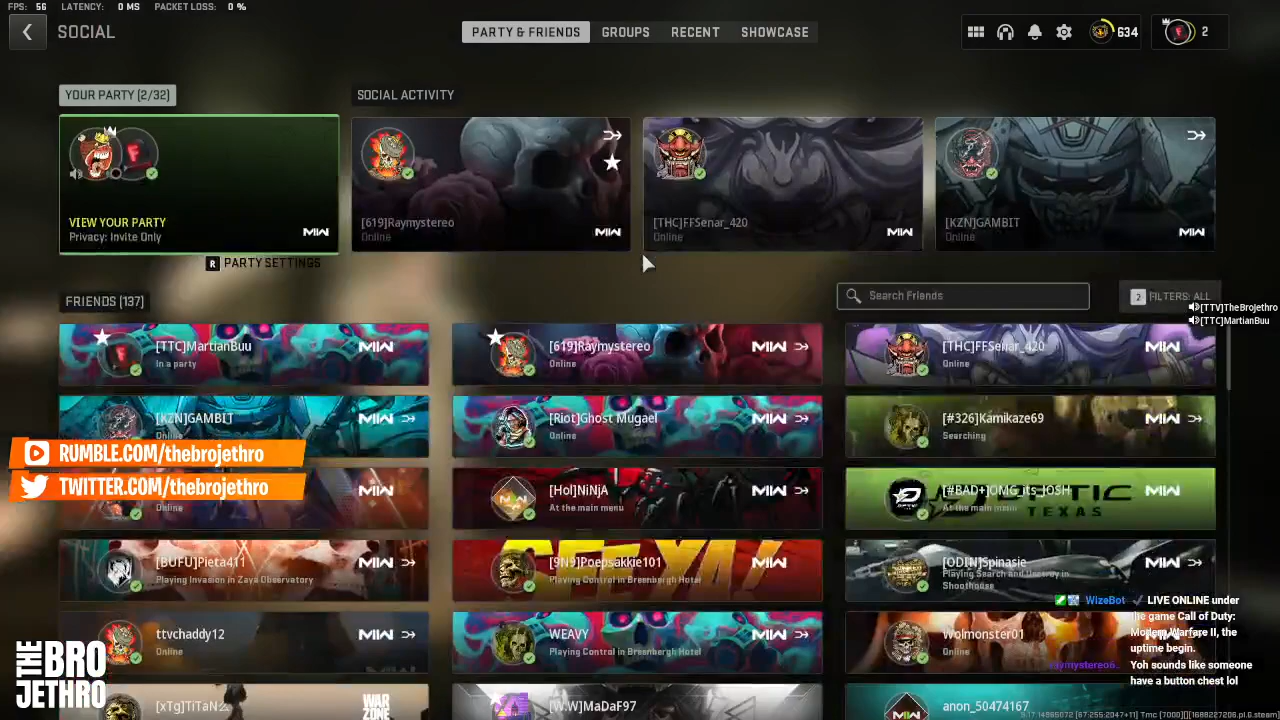 FPS: 56 LATENCY: 0 MS PACKET LOSS: 0 %
SOCIAL
PARTY & FRIENDS GROUPS RECENT SHOWCASE
634
2
YOUR PARTY (2/32)
SOCIAL ACTIVITY
VIEW YOUR PARTY
Privacy: Invite Only
[619]Raymystereo
Online
[THC]FFSenar_420
Online
[KZN]GAMBIT
Online
R PARTY SETTINGS
FRIENDS (137)
Search Friends
2 FILTERS: ALL
[TTV]TheBroJethro
[TTC]MartianBuu
[TTC]MartianBuu
In a party
[619]Raymystereo
Online
[THC]FFSenar_420
Online
[KZN]GAMBIT
Online
[Riot]Ghost Mugael
Online
[#326]Kamikaze69
Searching
RUMBLE.COM/thebrojethro
TWITTER.COM/thebrojethro
Online
[Hol]NiNjA
At the main menu
[#BAD+]OMG_its_JOSH
At the main menu
TEXAS
[BUFU]Pieta411
Playing Invasion in Zaya Observatory
[9N9]Poepsakkie101
Playing Control in Breenbergh Hotel
[ODIN]Spinasie
Playing Search and Destroy in
Shoothouse
WizeBot LIVE ONLINE under
the game Call of Duty:
Modern Warfare II, the
uptime begin.
Yoh sounds like someone
have a button chest lol
ttvchaddy12
Online
WEAVY
Playing Control in Breenbergh Hotel
Wolmonster01
Online
THE BRO
JETHRO
WAR
ZONE
[W.W]MaDaF97
anon_50474167